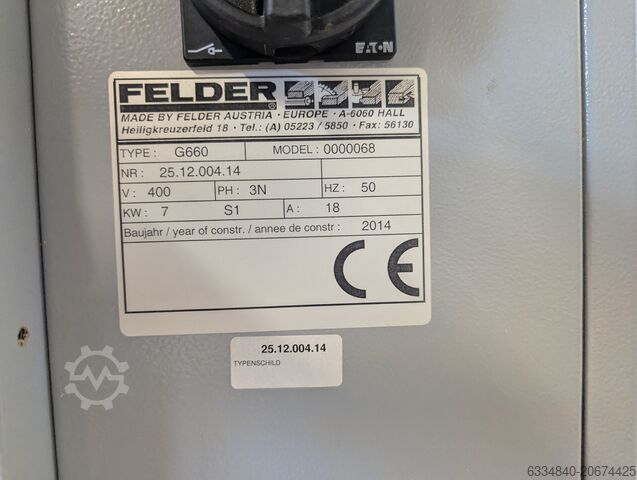 EATON
FELDER
MADE BY FELDER AUSTRIA · EUROPE · A-6060 HALL
Heiligkreuzerfeld 18 · Tel.: (A) 05223 / 5850 · Fax: 56130
TYPE : G660 MODEL : 0000068
NR : 25.12.004.14
V : 400 PH : 3N HZ : 50
KW : 7 S1 A : 18
Baujahr / year of constr. / annee de constr : 2014
CE
25.12.004.14
TYPENSCHILD
6334840-20674425